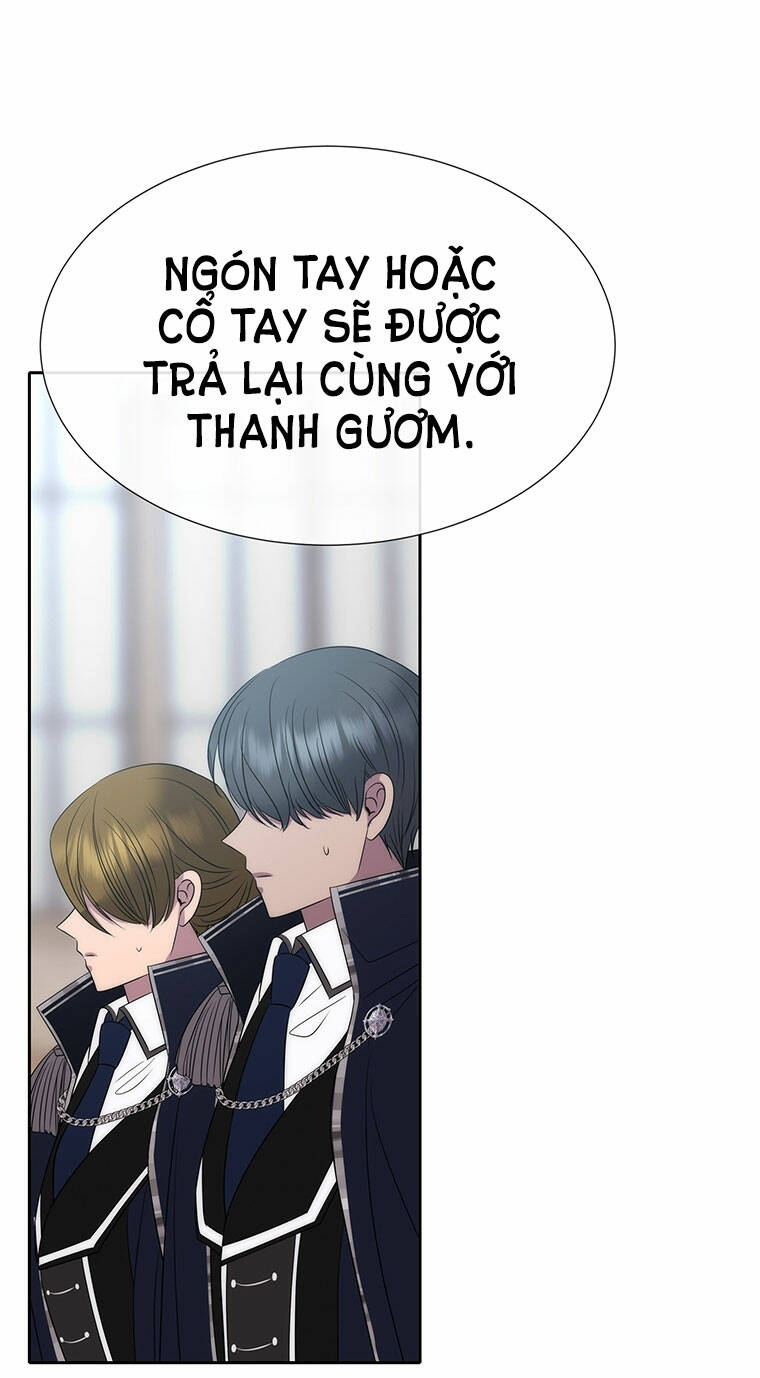 NGÓN TAY HOẶC
CỔ TAY SẼ ĐƯỢC
TRẢ LẠI CÙNG VỚI
THANH GƯƠM.